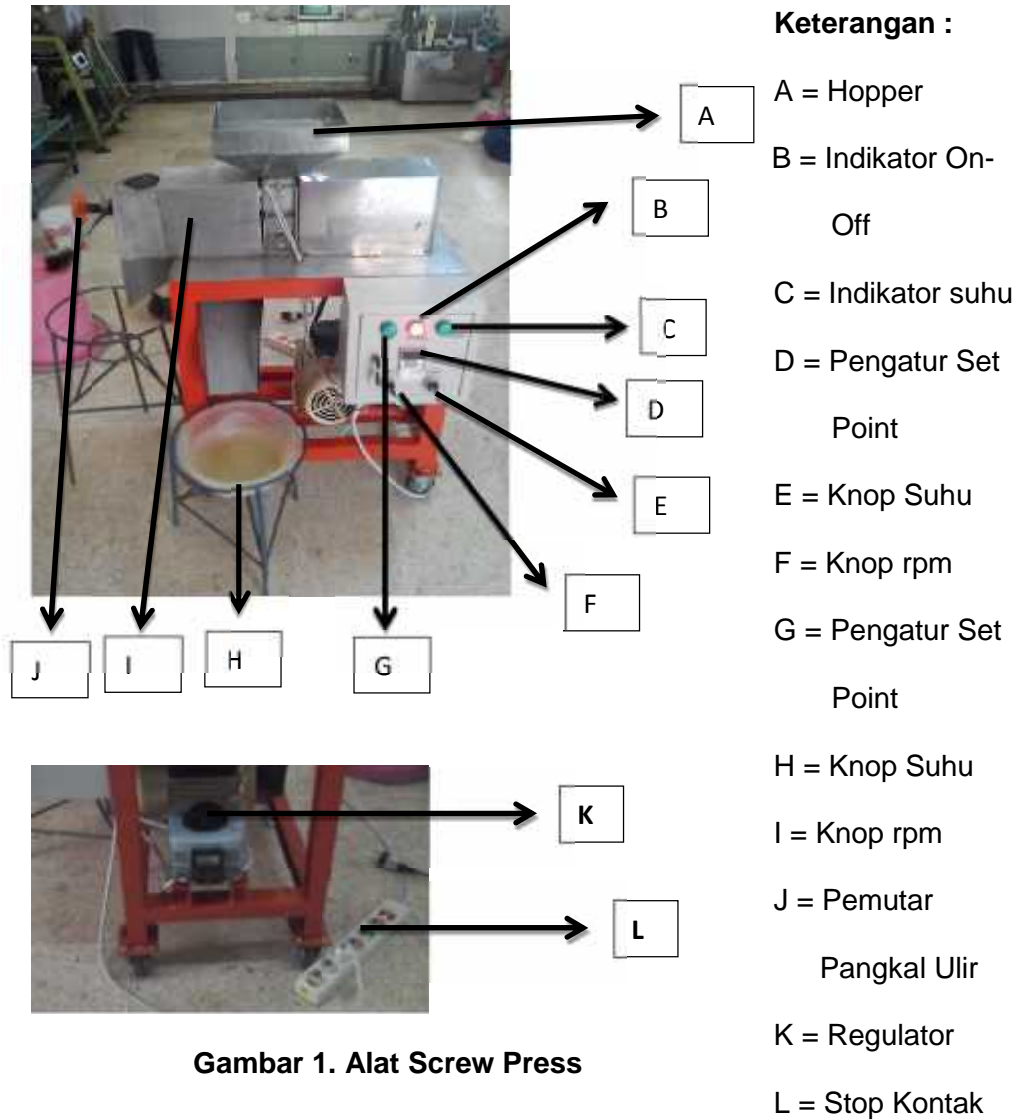 Keterangan :
A = Hopper
B = Indikator On-
Off
C = Indikator suhu
D = Pengatur Set
Point
E = Knop Suhu
F = Knop rpm
G = Pengatur Set
Point
H = Knop Suhu
I = Knop rpm
J = Pemutar
Pangkal Ulir
K = Regulator
L = Stop Kontak
A
B
C
D
E
F
G
H
I
J
K
L
Gambar 1. Alat Screw Press